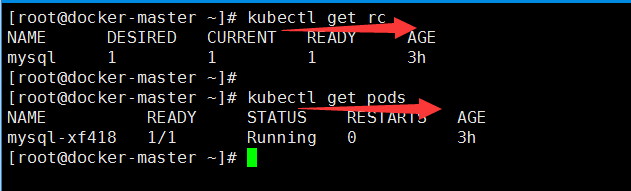 [root@docker-master ~]# kubectl get rc
NAME DESIRED CURRENT READY AGE
mysql 1 1 1 3h
[root@docker-master ~]#
[root@docker-master ~]# kubectl get pods
NAME READY STATUS RESTARTS AGE
mysql-xf418 1/1 Running 0 3h
[root@docker-master ~]#